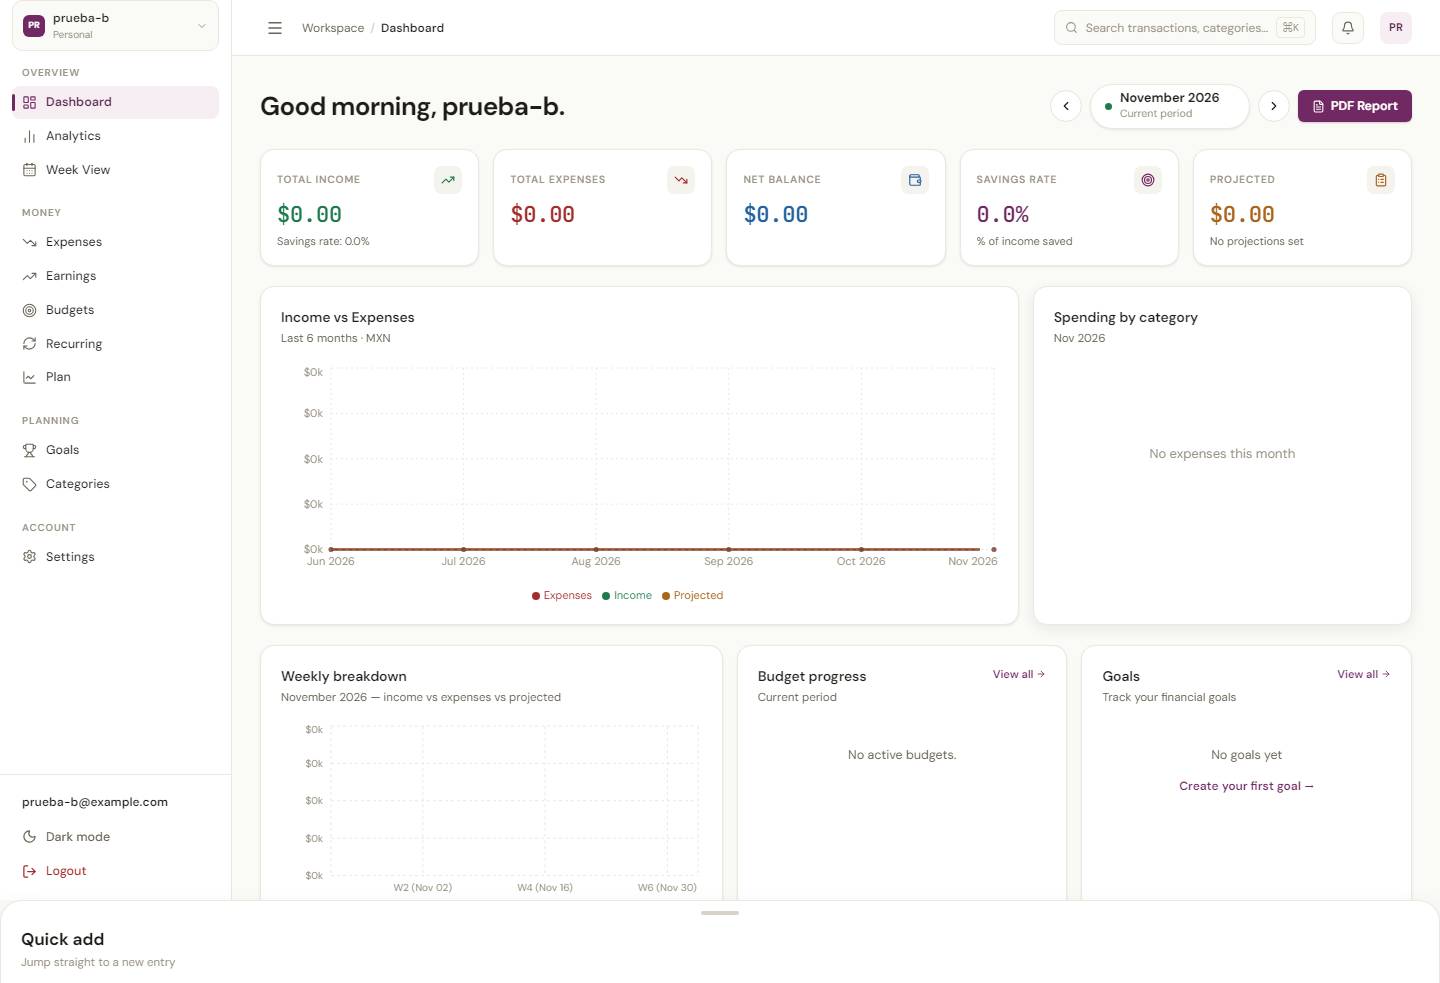 PR
prueba-b
Personal
OVERVIEW
Dashboard
Analytics
Week View
MONEY
Expenses
Earnings
Budgets
Recurring
Plan
PLANNING
Goals
Categories
ACCOUNT
Settings
prueba-b@example.com
Dark mode
Logout
Workspace / Dashboard
Search transactions, categories... ⌘K
PR
Good morning, prueba-b.
November 2026
Current period
PDF Report
TOTAL INCOME
$0.00
Savings rate: 0.0%
TOTAL EXPENSES
$0.00
NET BALANCE
$0.00
SAVINGS RATE
0.0%
% of income saved
PROJECTED
$0.00
No projections set
Income vs Expenses
Last 6 months · MXN
$0k
$0k
$0k
$0k
$0k
Jun 2026 Jul 2026 Aug 2026 Sep 2026 Oct 2026 Nov 2026
Expenses Income Projected
Spending by category
Nov 2026
No expenses this month
Weekly breakdown
November 2026 — income vs expenses vs projected
$0k
$0k
$0k
$0k
$0k
W2 (Nov 02) W4 (Nov 16) W6 (Nov 30)
Budget progress
View all →
Current period
No active budgets.
Goals
View all →
Track your financial goals
No goals yet
Create your first goal →
Quick add
Jump straight to a new entry